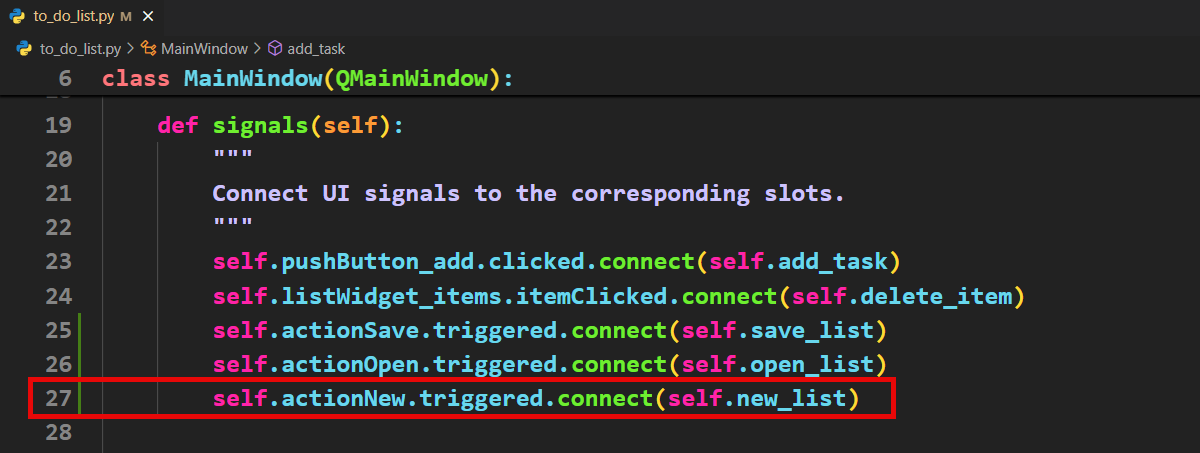 to_do_list.py M ×
to_do_list.py > MainWindow > add_task
6 class MainWindow(QMainWindow):
19 def signals(self):
20 """
21 Connect UI signals to the corresponding slots.
22 """
23 self.pushButton_add.clicked.connect(self.add_task)
24 self.listWidget_items.itemClicked.connect(self.delete_item)
25 self.actionSave.triggered.connect(self.save_list)
26 self.actionOpen.triggered.connect(self.open_list)
27 self.actionNew.triggered.connect(self.new_list)
28